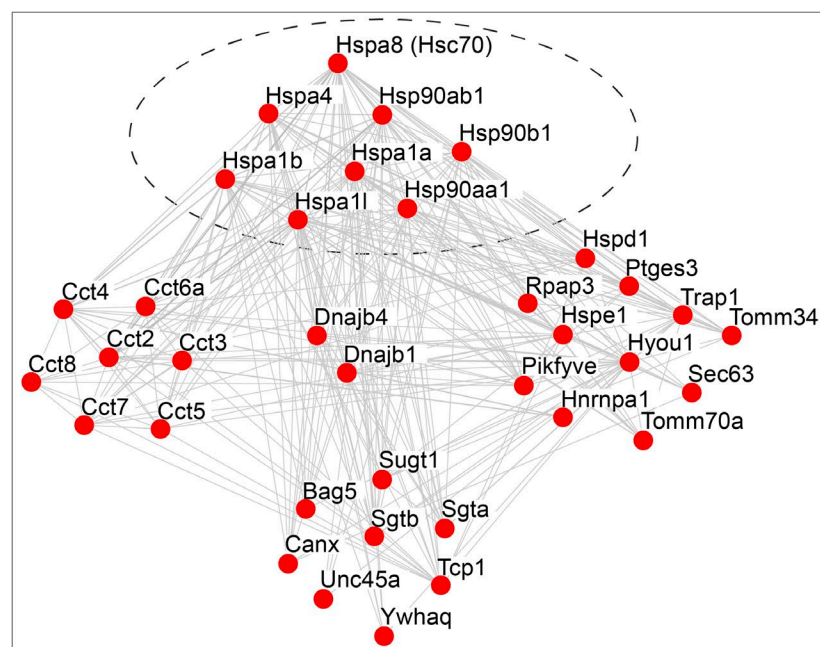 Hspa8 (Hsc70)
Hspa4
Hsp90ab1
Hsp90b1
Hspa1b
Hspa1a
Hsp90aa1
Hspa1l
Hspd1
Ptges3
Cct4
Cct6a
Rpap3
Trap1
Dnajb4
Hspe1
Tomm34
Cct2
Cct3
Hyou1
Cct8
Dnajb1
Pikfyve
Sec63
Cct7
Cct5
Hnrnpa1
Tomm70a
Sugt1
Bag5
Sgtb
Sgta
Canx
Unc45a
Tcp1
Ywhaq